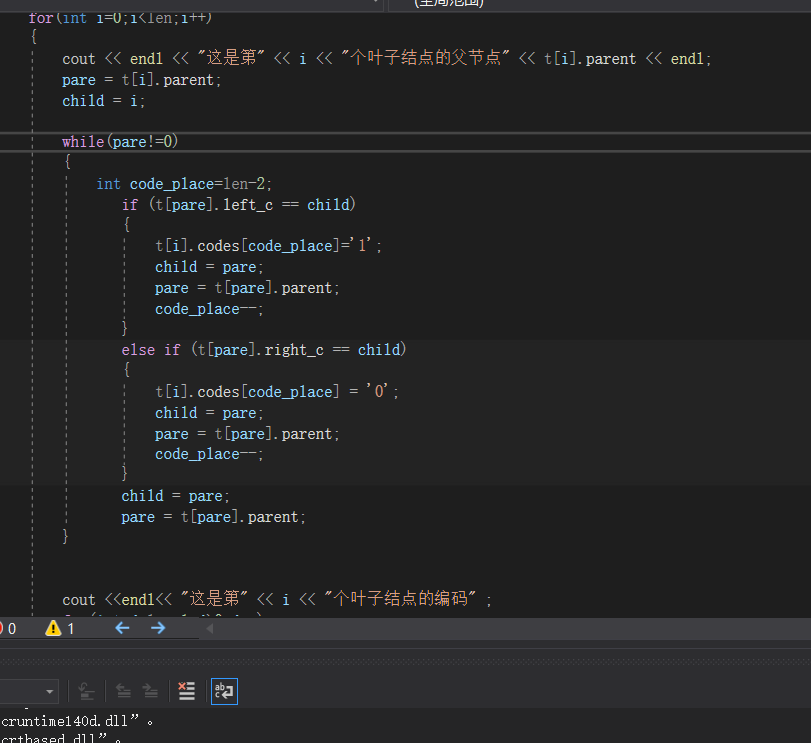 (全局范围)
for(int i=0;i<len;i++)
{
cout << endl << "这是第" << i << "个叶子结点的父节点" << t[i].parent << endl;
pare = t[i].parent;
child = i;
while(pare!=0)
{
int code_place=len-2;
if (t[pare].left_c == child)
{
t[i].codes[code_place]='1';
child = pare;
pare = t[pare].parent;
code_place--;
}
else if (t[pare].right_c == child)
{
t[i].codes[code_place] = '0';
child = pare;
pare = t[pare].parent;
code_place--;
}
child = pare;
pare = t[pare].parent;
}
cout <<endl<< "这是第" << i << "个叶子结点的编码" ;
0 1
cruntime140d.dll”。
crtbased.dll”。